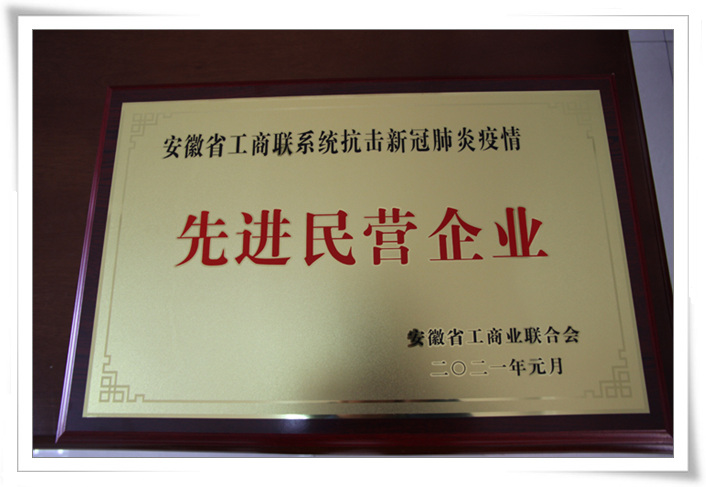 安徽省工商联系统抗击新冠肺炎疫情
先进民营企业
安徽省工商业联合会
二〇二一年元月